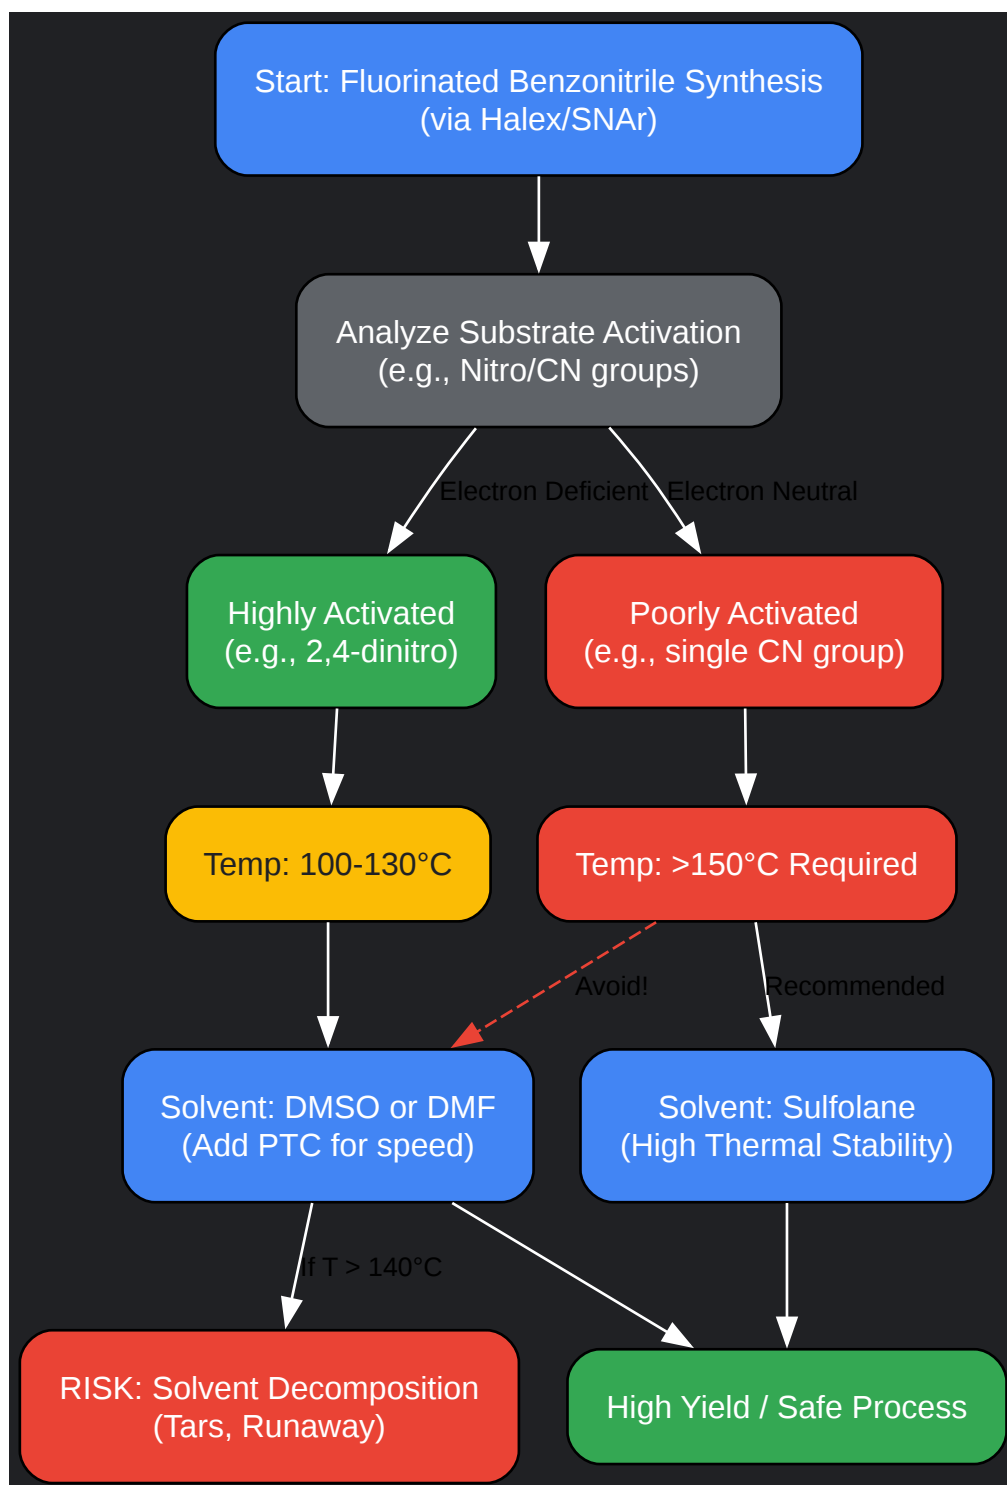 Start: Fluorinated Benzonitrile Synthesis
(via Halex/SNAr)
Analyze Substrate Activation
(e.g., Nitro/CN groups)
Electron Deficient
Electron Neutral
Highly Activated
(e.g., 2,4-dinitro)
Poorly Activated
(e.g., single CN group)
Temp: 100-130°C
Temp: >150°C Required
Avoid!
Recommended
Solvent: DMSO or DMF
(Add PTC for speed)
Solvent: Sulfolane
(High Thermal Stability)
If T > 140°C
RISK: Solvent Decomposition
(Tars, Runaway)
High Yield / Safe Process